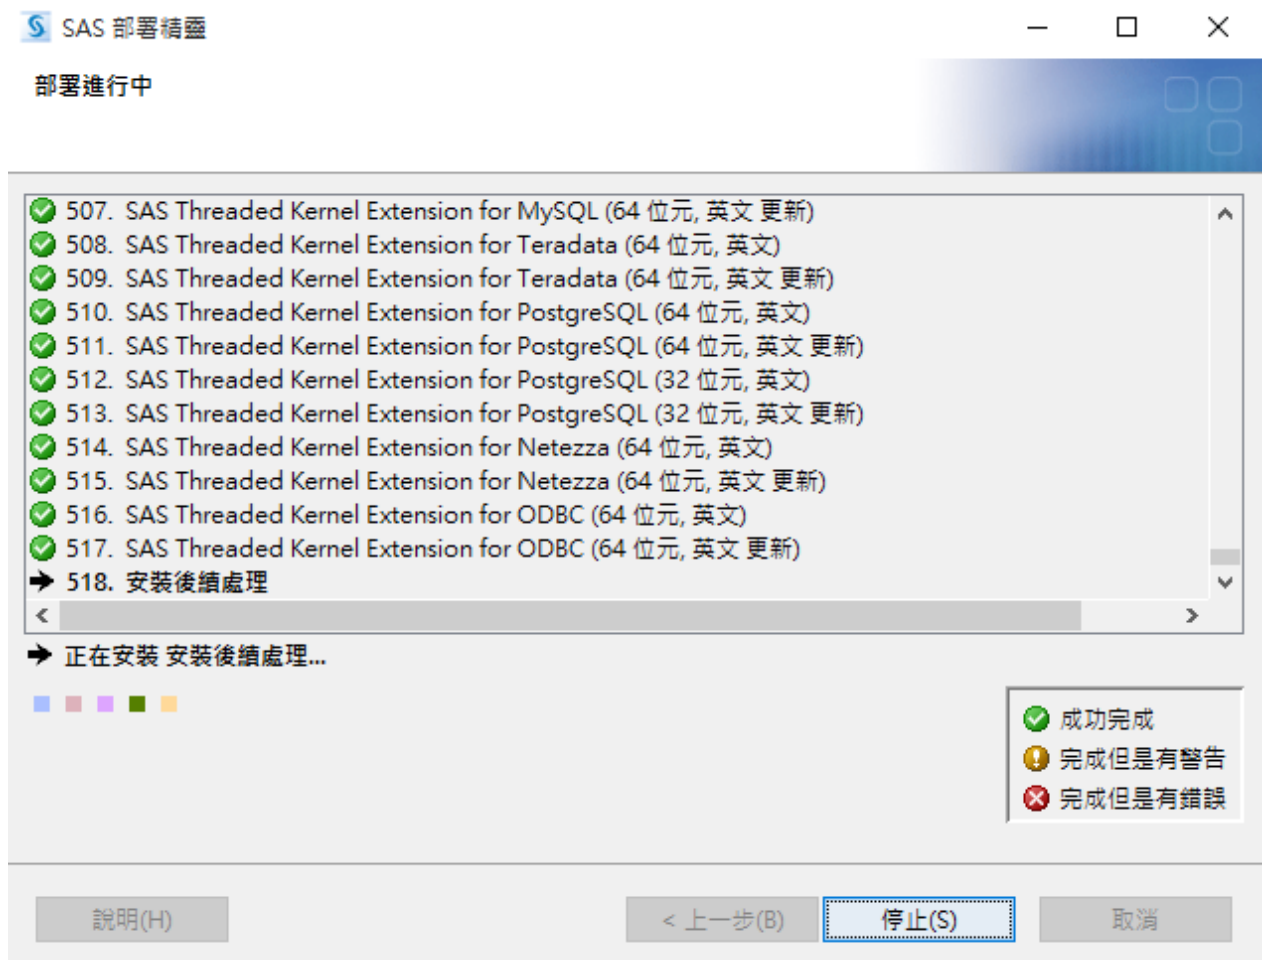 SAS 部署精靈
部署進行中
507. SAS Threaded Kernel Extension for MySQL (64 位元, 英文 更新)
508. SAS Threaded Kernel Extension for Teradata (64 位元, 英文)
509. SAS Threaded Kernel Extension for Teradata (64 位元, 英文 更新)
510. SAS Threaded Kernel Extension for PostgreSQL (64 位元, 英文)
511. SAS Threaded Kernel Extension for PostgreSQL (64 位元, 英文 更新)
512. SAS Threaded Kernel Extension for PostgreSQL (32 位元, 英文)
513. SAS Threaded Kernel Extension for PostgreSQL (32 位元, 英文 更新)
514. SAS Threaded Kernel Extension for Netezza (64 位元, 英文)
515. SAS Threaded Kernel Extension for Netezza (64 位元, 英文 更新)
516. SAS Threaded Kernel Extension for ODBC (64 位元, 英文)
517. SAS Threaded Kernel Extension for ODBC (64 位元, 英文 更新)
518. 安裝後續處理
正在安裝 安裝後續處理...
成功完成
完成但是有警告
完成但是有錯誤
說明(H)
< 上一步(B)
停止(S)
取消